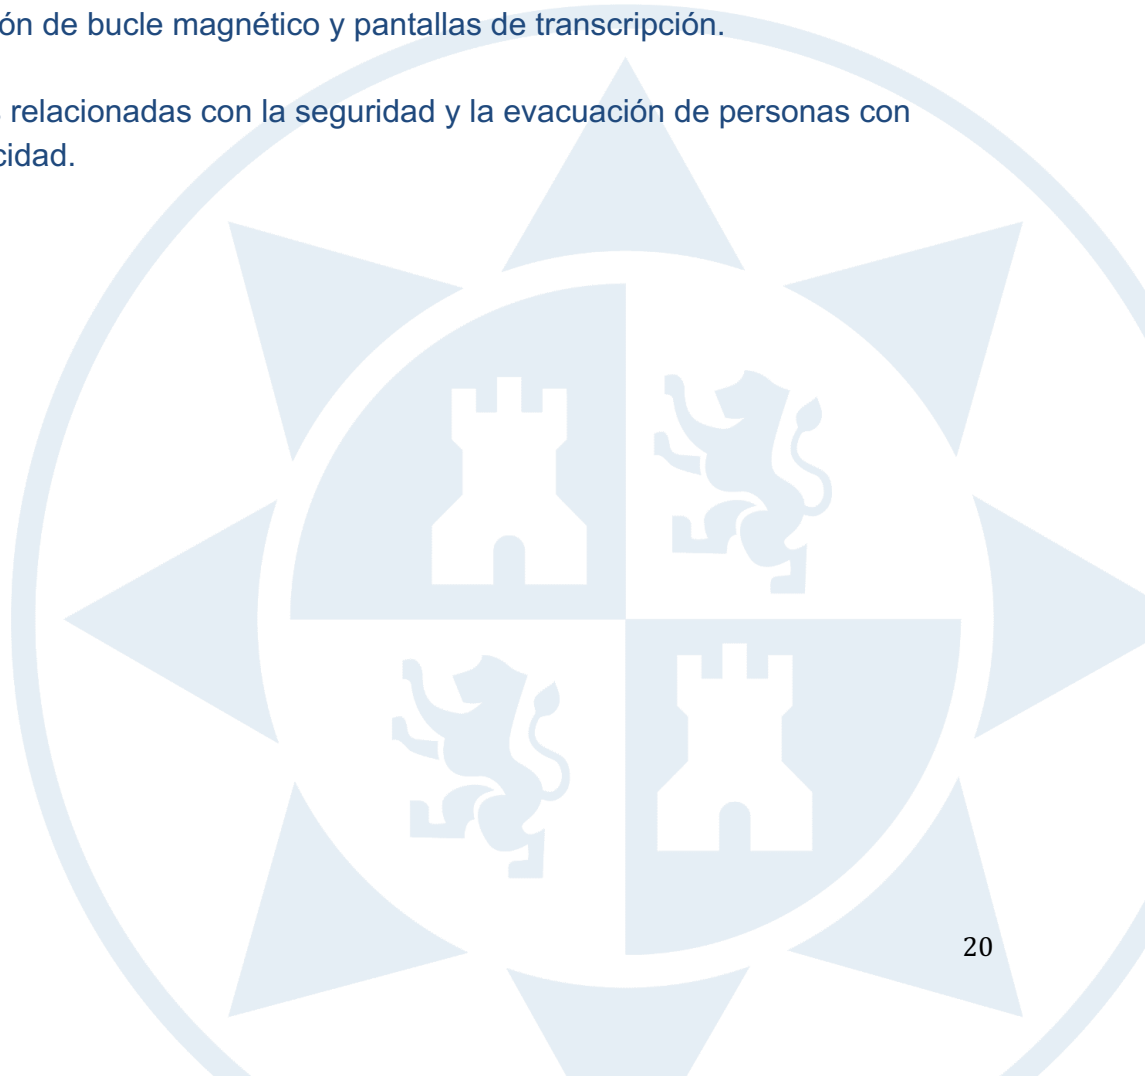 ón de bucle magnético y pantallas de transcripción.
s relacionadas con la seguridad y la evacuación de personas con
cidad.
20